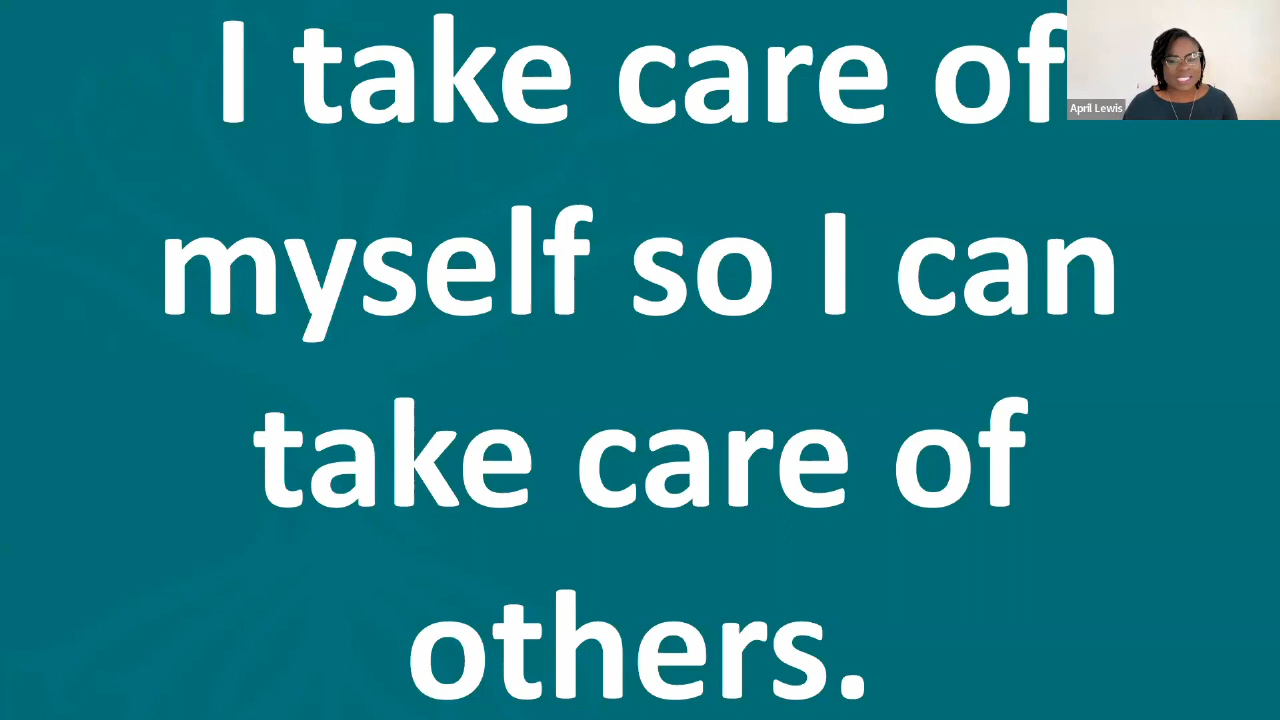 I take care of
April Lewis
myself so I can
take care of
others.